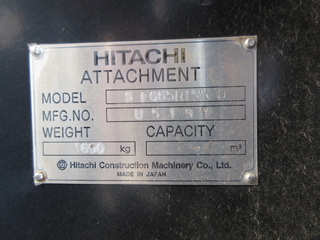 HITACHI
ATTACHMENT
MODEL
MFG.NO.
WEIGHT CAPACITY
kg m³
Hitachi Construction Machinery Co., Ltd.
MADE IN JAPAN